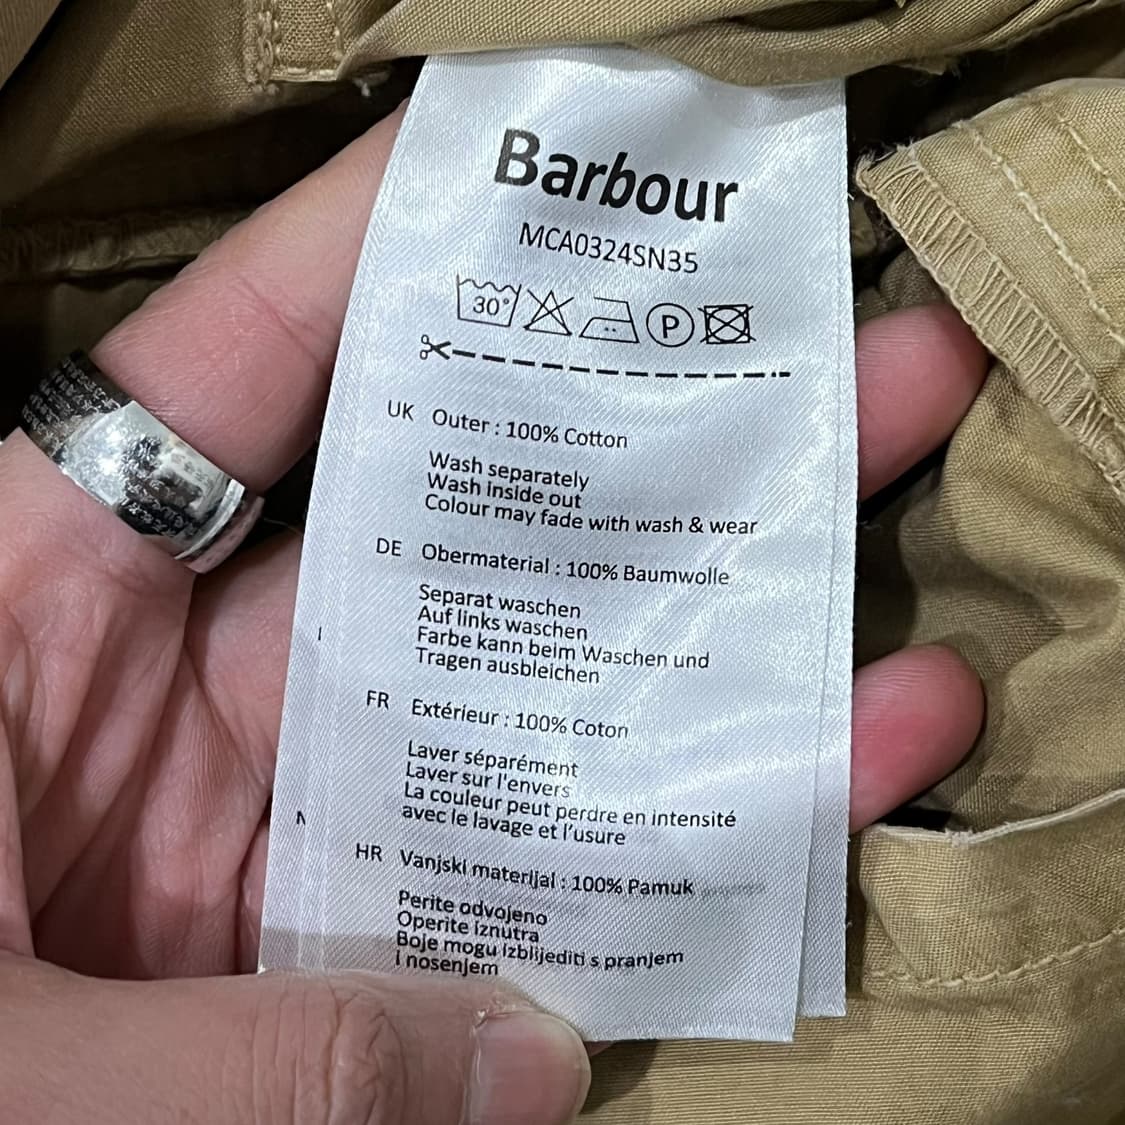 Barbour
MCA0324SN35
30°
P
UK Outer : 100% Cotton
Wash separately
Wash inside out
Colour may fade with wash & wear
DE Obermaterial : 100% Baumwolle
Separat waschen
Auf links waschen
Farbe kann beim Waschen und
Tragen ausbleichen
FR Extérieur : 100% Coton
Laver séparément
Laver sur l'envers
La couleur peut perdre en intensité
avec le lavage et l'usure
HR Vanjski materijal : 100% Pamuk
Perite odvojeno
Operite iznutra
Boje mogu izblijediti s pranjem
i nosenjem